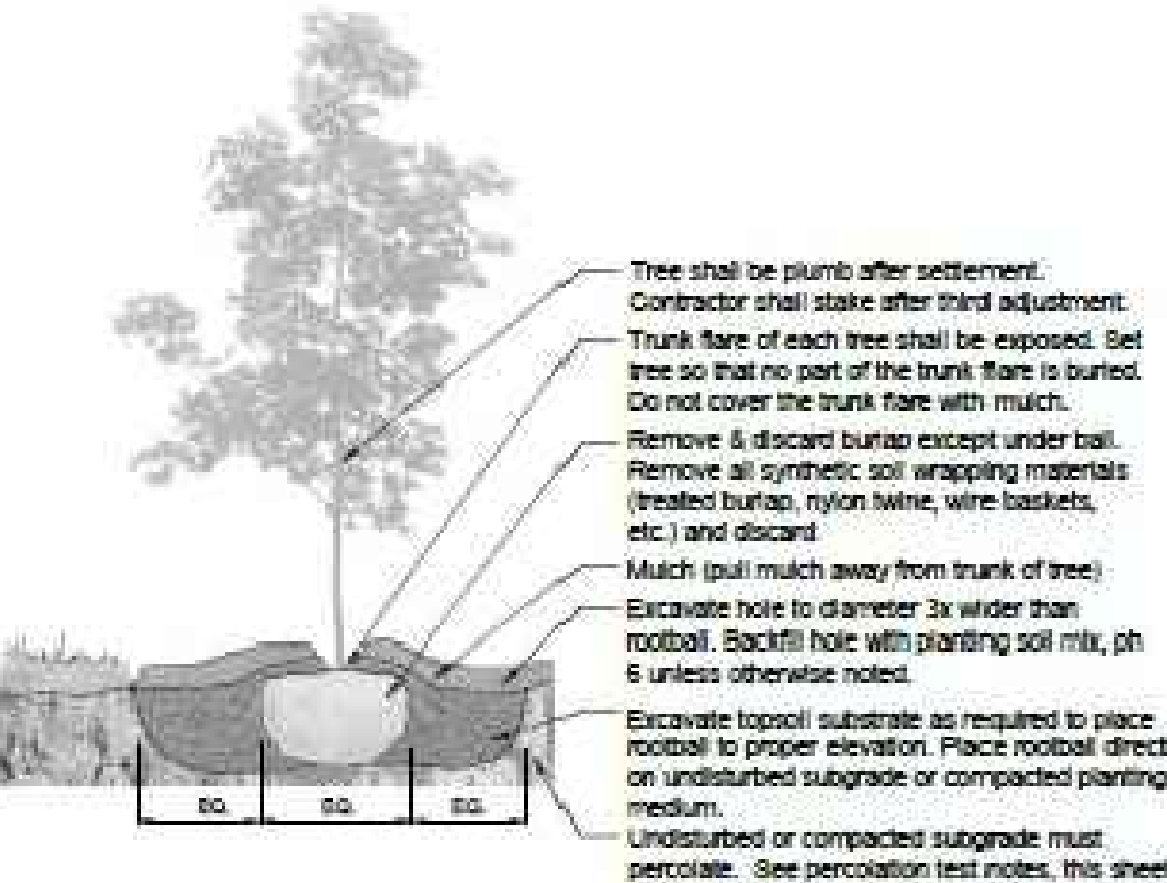 Tree shall be plumb after settlement.
Contractor shall stake after third adjustment.
Trunk flare of each tree shall be exposed. Set
tree so that no part of the trunk flare is buried.
Do not cover the trunk flare with mulch.
Remove & discard burlap except under ball.
Remove all synthetic soil wrapping materials
(treated burlap, nylon twine, wire baskets,
etc.) and discard
Mulch (pull mulch away from trunk of tree)
Excavate hole to diameter 3x wider than
rootball. Backfill hole with planting soil mix, ph
6 unless otherwise noted.
Excavate topsoil substrate as required to place
rootball to proper elevation. Place rootball direct
on undisturbed subgrade or compacted planting
medium.
Undisturbed or compacted subgrade must
percolate. See percolation test notes, this sheet
EQ. EQ. EQ.